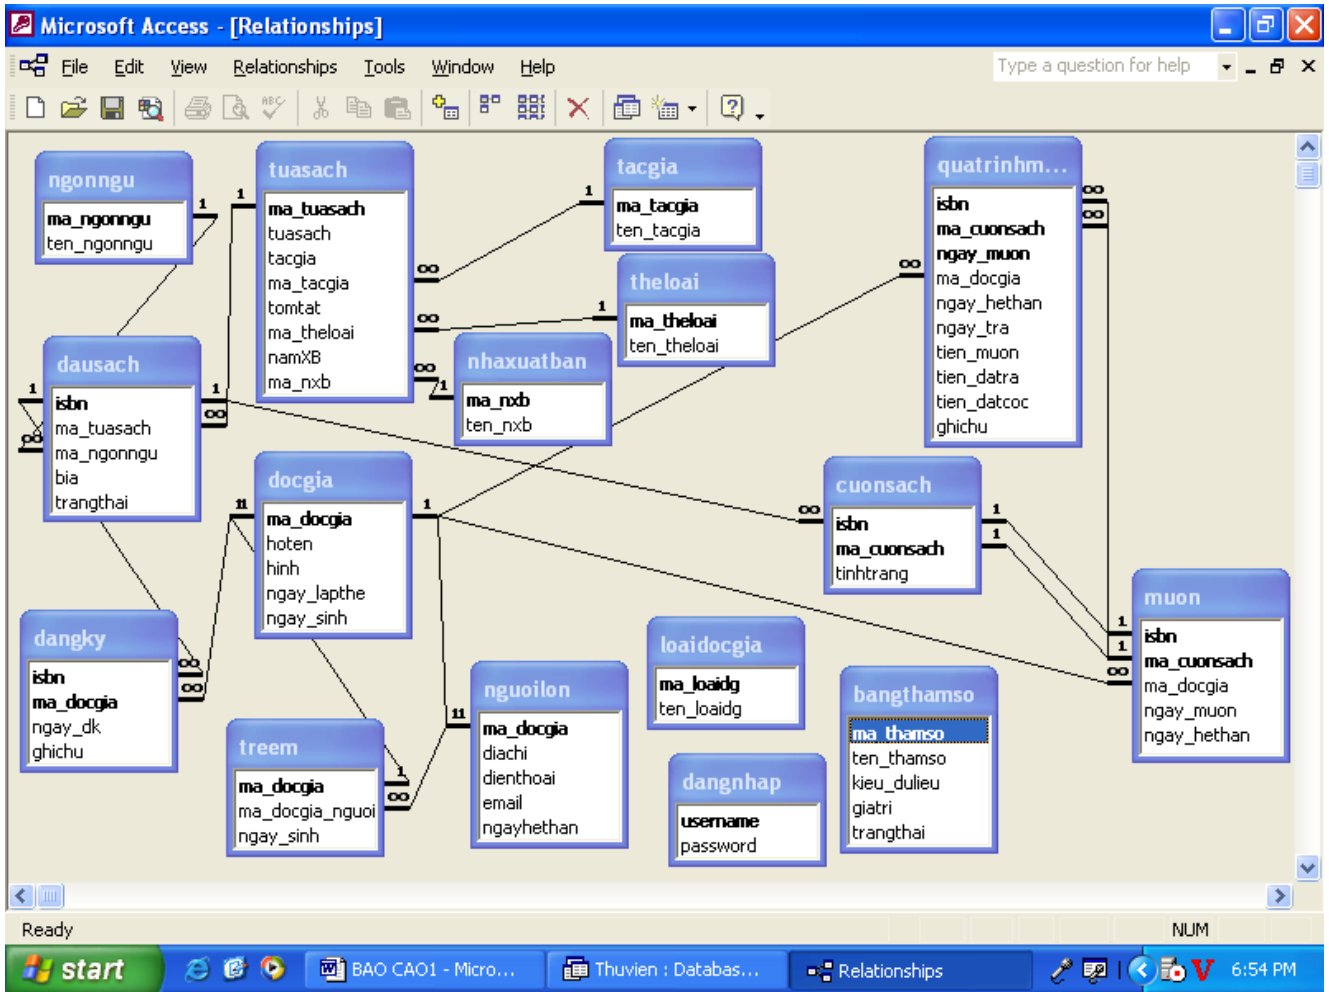 Microsoft Access - [Relationships]
File Edit View Relationships Tools Window Help
Type a question for help
ngonngu
ma_ngonngu
ten_ngonngu
tuasach
ma_tuasach
tuasach
tacgia
ma_tacgia
tomtat
ma_theloai
namXB
ma_nxb
tacgia
ma_tacgia
ten_tacgia
theloai
ma_theloai
ten_theloai
nhaxuatban
ma_nxb
ten_nxb
quatrinhm...
isbn
ma_cuonsach
ngay_muon
ma_docgia
ngay_hethan
ngay_tra
tien_muon
tien_datra
tien_datcoc
ghichu
dausach
isbn
ma_tuasach
ma_ngonngu
bia
trangthai
docgia
ma_docgia
hoten
hinh
ngay_lapthe
ngay_sinh
cuonsach
isbn
ma_cuonsach
tinhtrang
muon
isbn
ma_cuonsach
ma_docgia
ngay_muon
ngay_hethan
dangky
isbn
ma_docgia
ngay_dk
ghichu
treem
ma_docgia
ma_docgia_nguoi
ngay_sinh
nguoilon
ma_docgia
diachi
dienthoai
email
ngayhethan
loaidocgia
ma_loaidg
ten_loaidg
dangnhap
username
password
bangthamso
ma_thamso
ten_thamso
kieu_dulieu
giatri
trangthai
Ready NUM
start BAO CAO1 - Micro... Thuvien : Databas... Relationships 6:54 PM